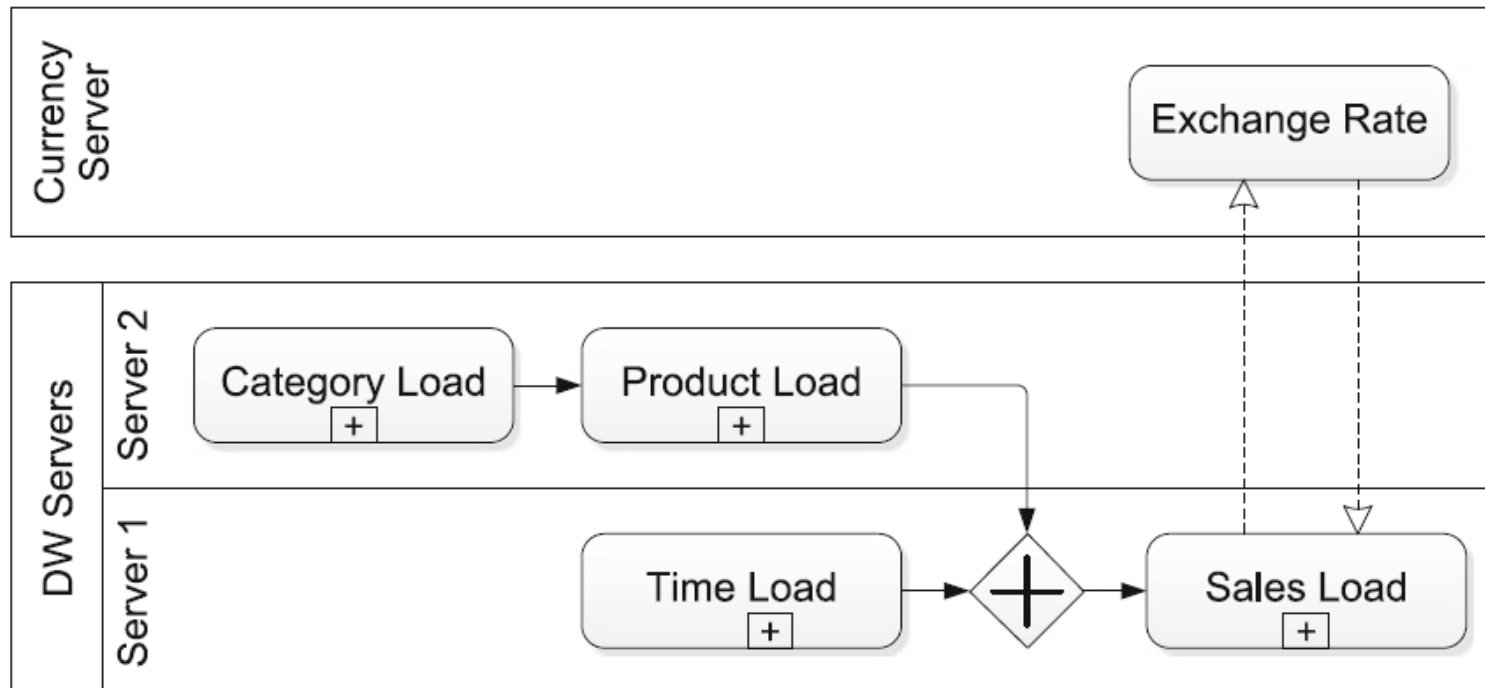 Currency
Server
Exchange Rate
DW Servers
Server 2
Category Load
+
Product Load
+
Server 1
Time Load
+
Sales Load
+